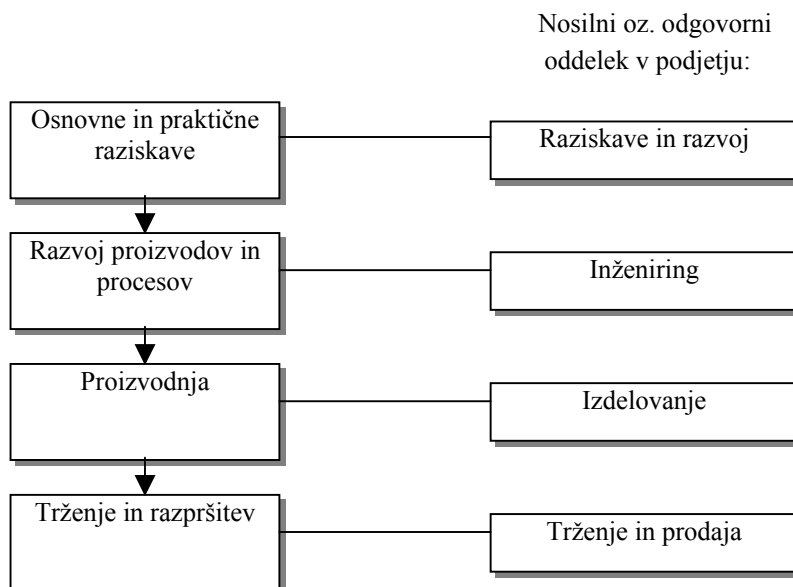 Nosilni oz. odgovorni
oddelek v podjetju:
Osnovne in praktične
raziskave
Raziskave in razvoj
Razvoj proizvodov in
procesov
Inženiring
Proizvodnja
Izdelovanje
Trženje in razpršitev
Trženje in prodaja